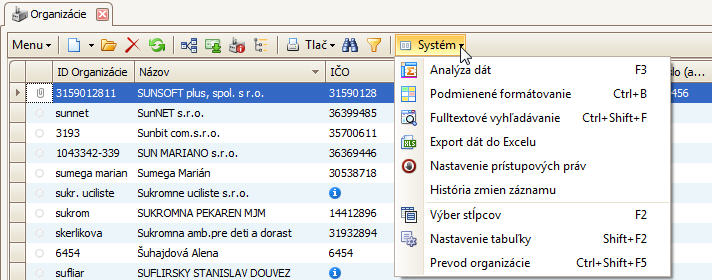 Organizácie
Menu
Tlač
Systém
ID Organizácie Názov IČO
3159012811 SUNSOFT plus, spol. s r.o. 31590128 456
sunnet SunNET s.r.o. 36399485
3193 Sunbit com.s.r.o. 35700611
1043342-339 SUN MARIANO s.r.o. 36369446
sumega marian Sumega Marián 30538718
sukr. uciliste Sukromne uciliste s.r.o.
sukrom SUKROMNA PEKAREN MJM 14412896
skerlikova Sukromna amb.pre deti a dorast 31932894
6454 Šuhajdová Alena 6454
sufliar SUFLIRSKY STANISLAV DOUVEZ
Analýza dát F3
Podmienené formátovanie Ctrl+B
Fulltextové vyhľadávanie Ctrl+Shift+F
Export dát do Excelu
Nastavenie prístupových práv
História zmien záznamu
Výber stĺpcov F2
Nastavenie tabuľky Shift+F2
Prevod organizácie Ctrl+Shift+F5